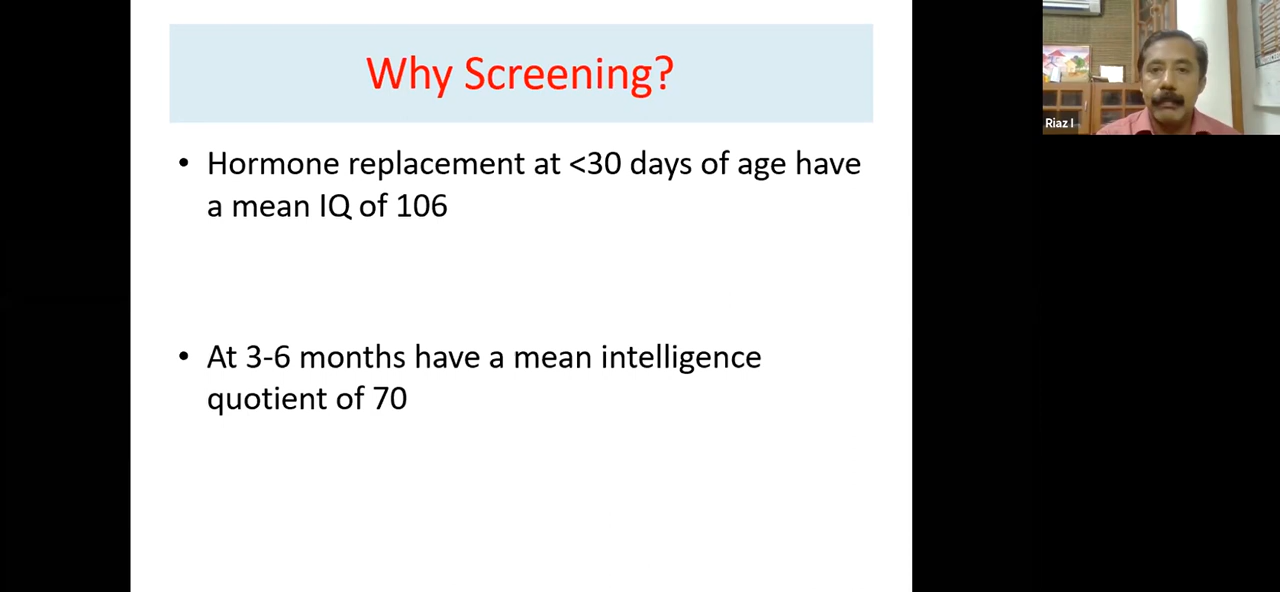 Why Screening?
• Hormone replacement at <30 days of age have
a mean IQ of 106
• At 3-6 months have a mean intelligence
quotient of 70
Riaz I